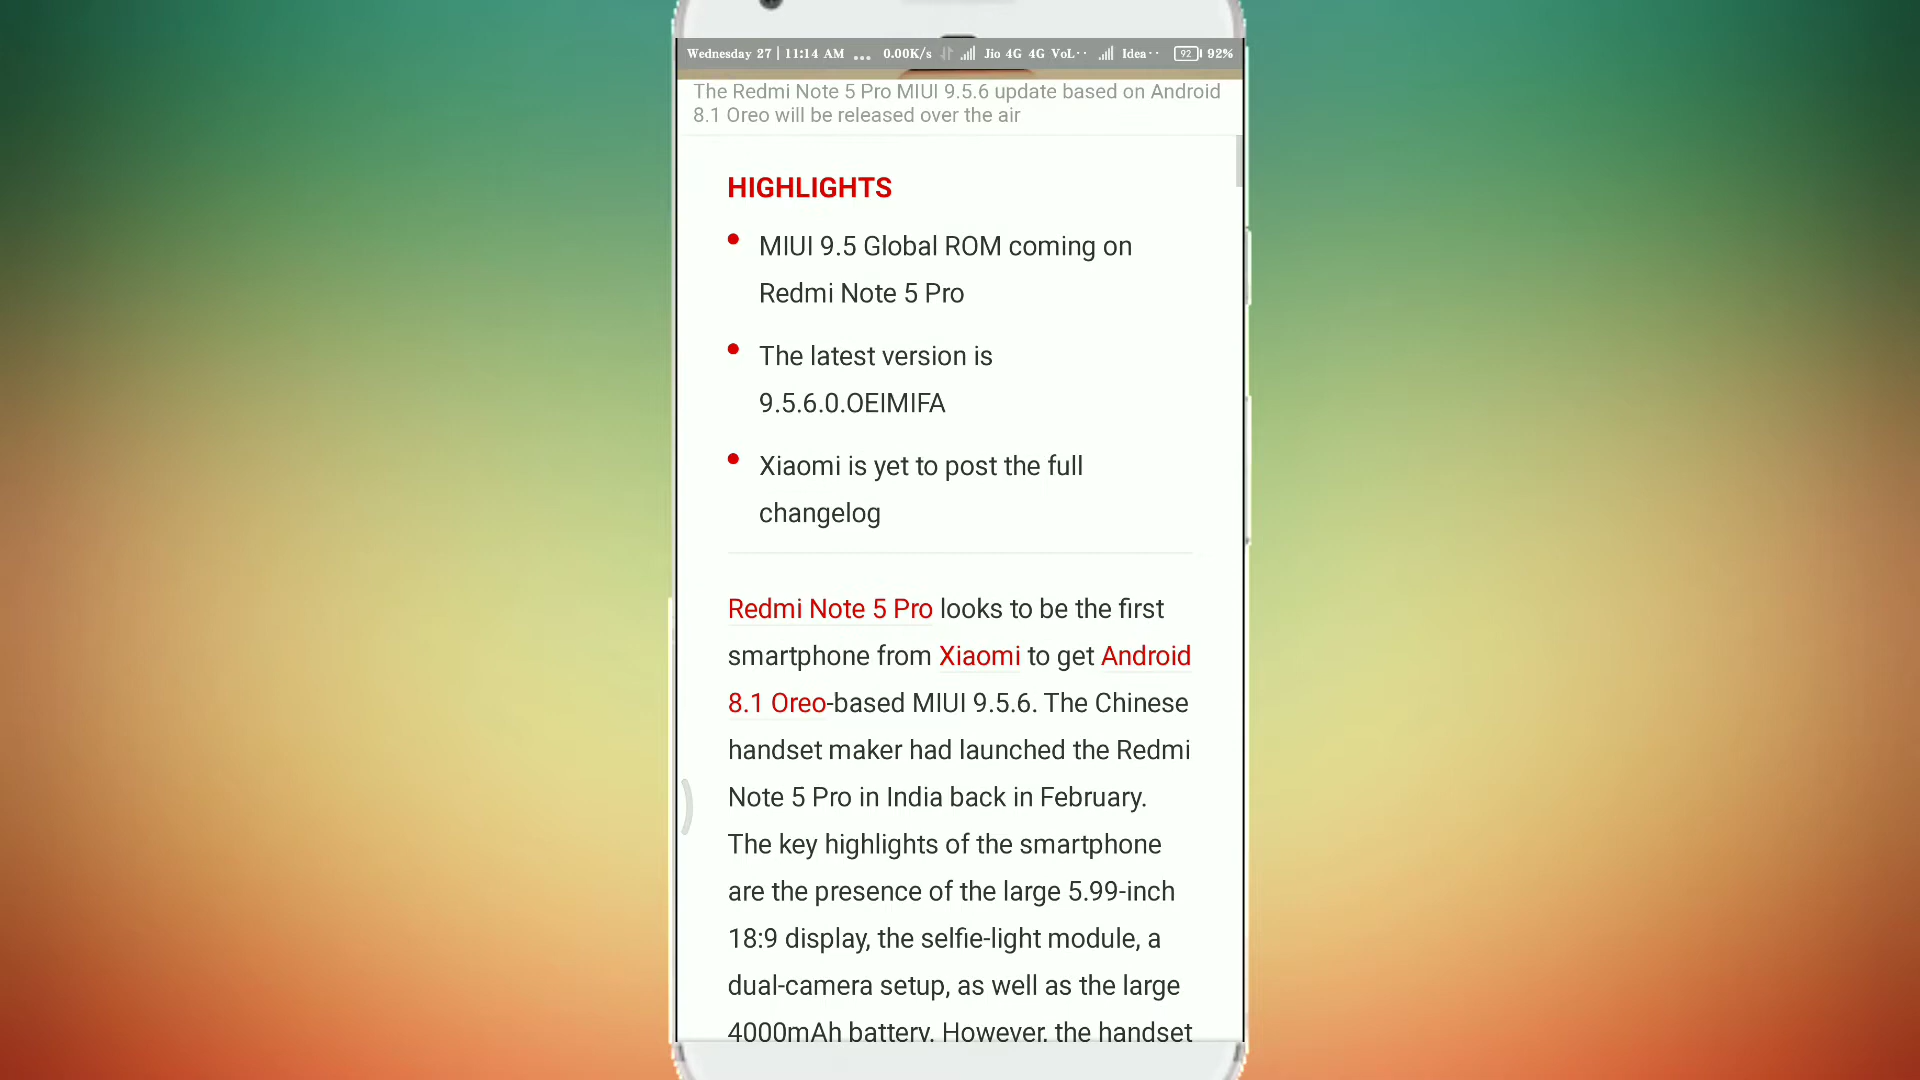 Wednesday 27 | 11:14 AM ... 0.00K/s Jio 4G 4G VoL·· Idea·· 92 92%
The Redmi Note 5 Pro MIUI 9.5.6 update based on Android
8.1 Oreo will be released over the air
HIGHLIGHTS
MIUI 9.5 Global ROM coming on
Redmi Note 5 Pro
The latest version is
9.5.6.0.OEIMIFA
Xiaomi is yet to post the full
changelog
Redmi Note 5 Pro looks to be the first
smartphone from Xiaomi to get Android
8.1 Oreo-based MIUI 9.5.6. The Chinese
handset maker had launched the Redmi
Note 5 Pro in India back in February.
The key highlights of the smartphone
are the presence of the large 5.99-inch
18:9 display, the selfie-light module, a
dual-camera setup, as well as the large
4000mAh battery. However, the handset